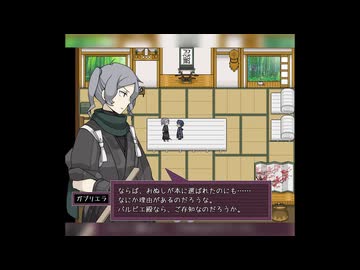 忍
ガブリエラ
ならば、おぬしが本に選ばれたのにも……
なにか理由があるのだろうな。
バルビエ殿なら、ご存知なのだろうか。